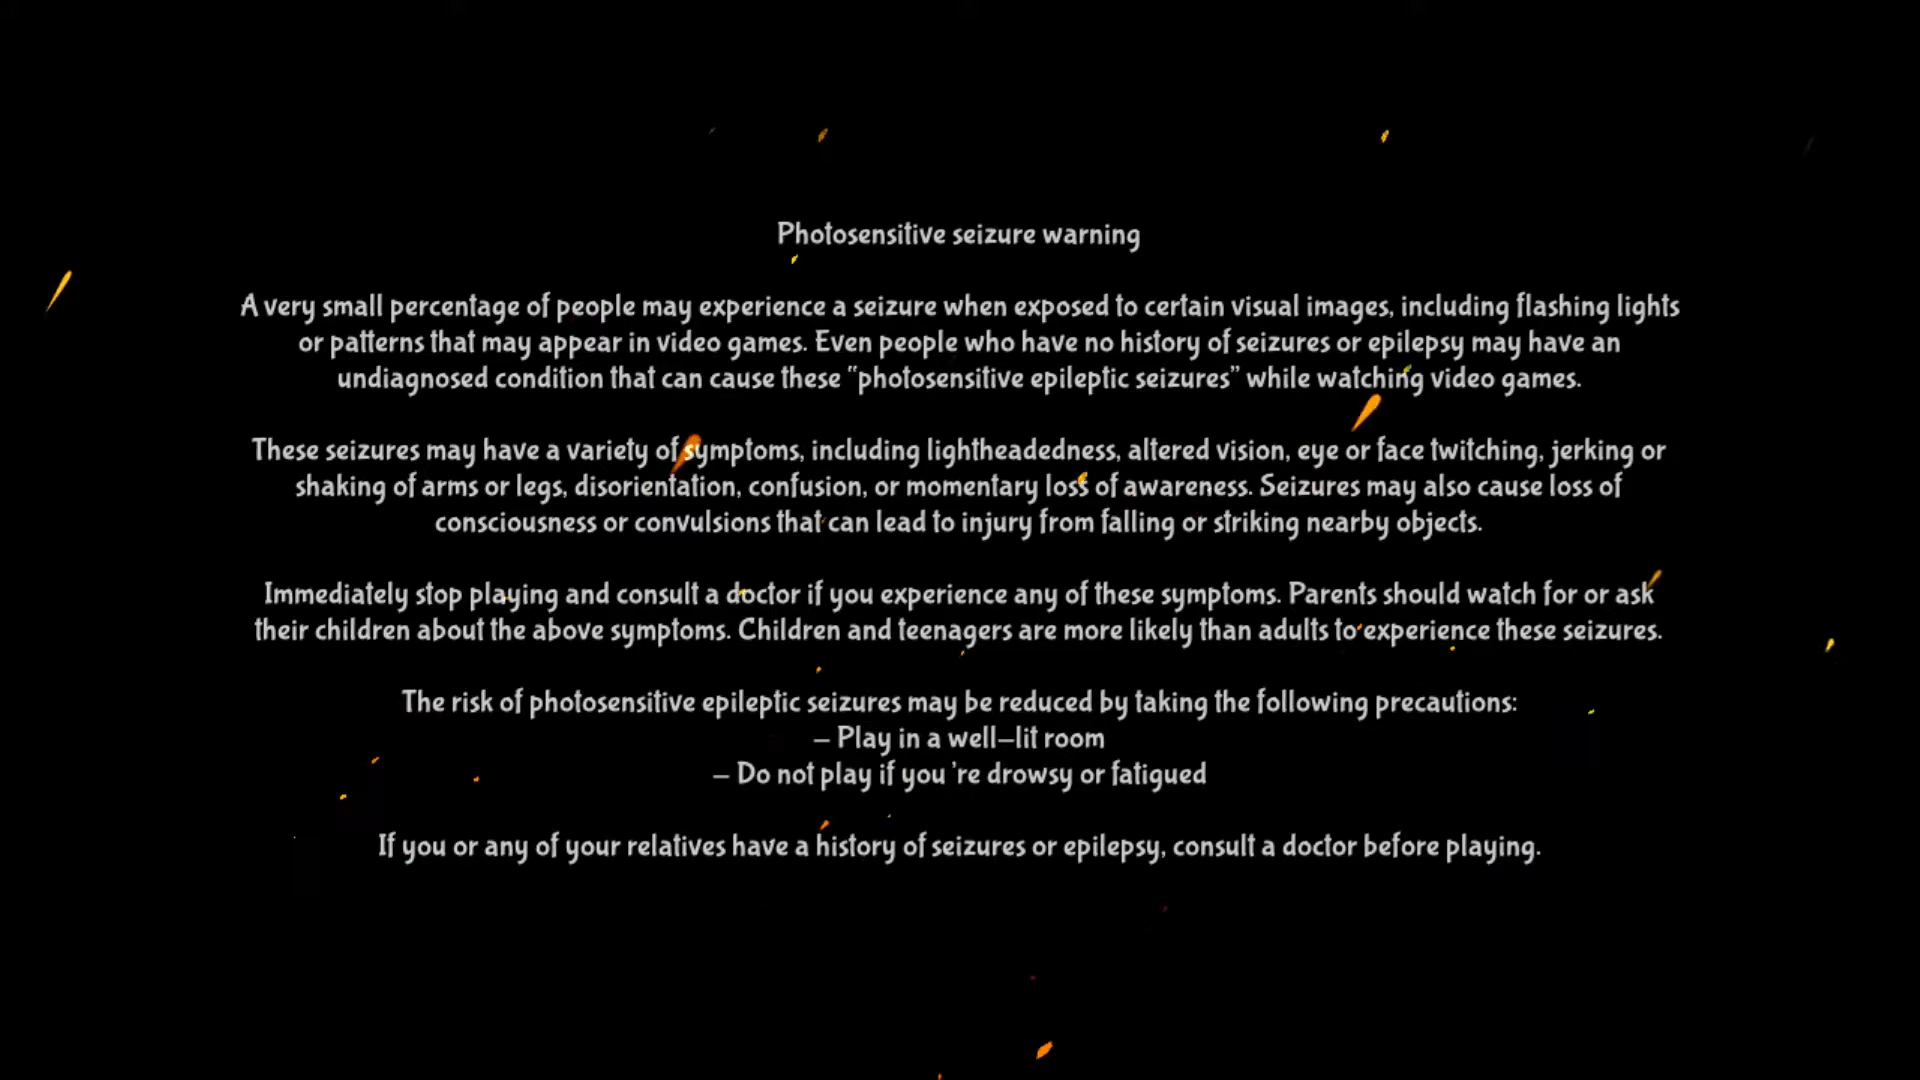 Photosensitive seizure warning
A very small percentage of people may experience a seizure when exposed to certain visual images, including flashing lights
or patterns that may appear in video games. Even people who have no history of seizures or epilepsy may have an
undiagnosed condition that can cause these "photosensitive epileptic seizures" while watching video games.
These seizures may have a variety of symptoms, including lightheadedness, altered vision, eye or face twitching, jerking or
shaking of arms or legs, disorientation, confusion, or momentary loss of awareness. Seizures may also cause loss of
consciousness or convulsions that can lead to injury from falling or striking nearby objects.
Immediately stop playing and consult a doctor if you experience any of these symptoms. Parents should watch for or ask
their children about the above symptoms. Children and teenagers are more likely than adults to experience these seizures.
The risk of photosensitive epileptic seizures may be reduced by taking the following precautions:
– Play in a well–lit room
– Do not play if you 're drowsy or fatigued
If you or any of your relatives have a history of seizures or epilepsy, consult a doctor before playing.